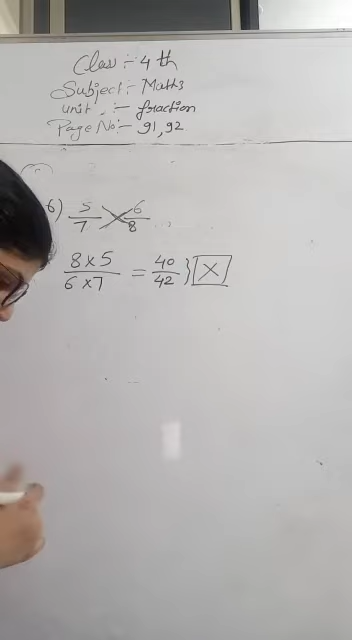 Class :- 4 th
Subject:- Maths
Unit :- fraction
Page No:- 91, 92
6) 5/7 X 6/8
8 x 5 / 6 x 7 = 40/42 } X